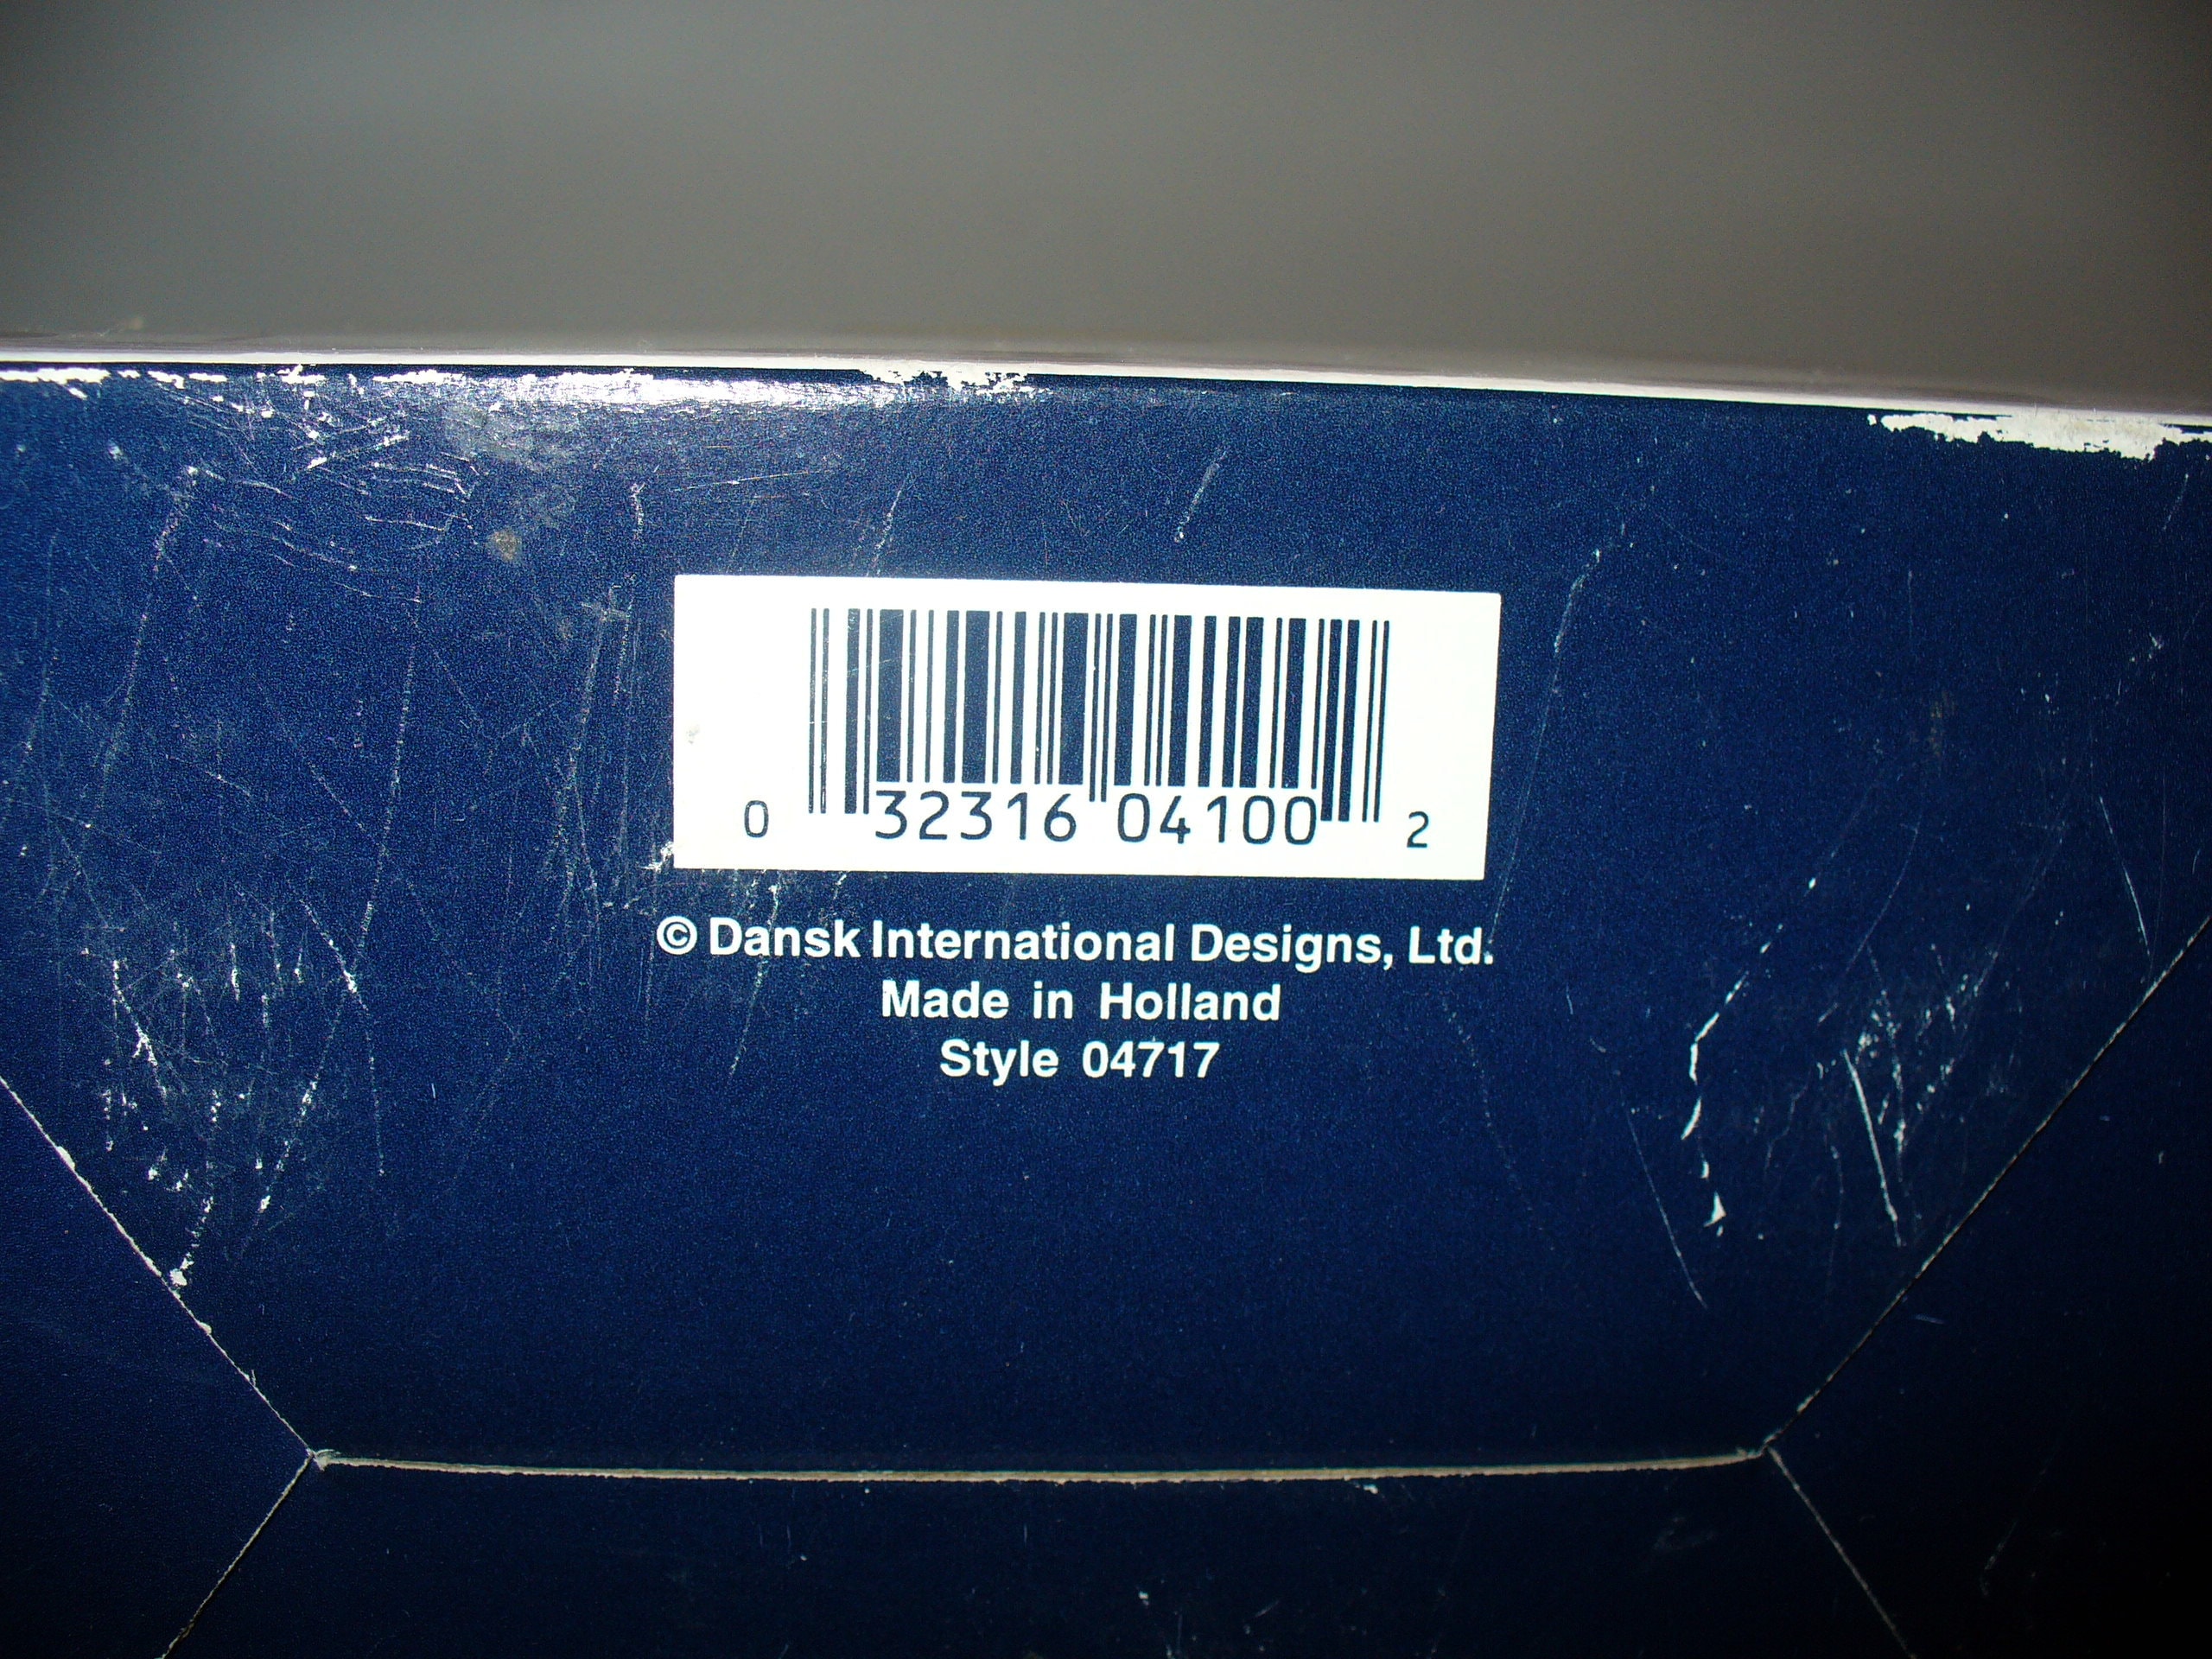 0 32316 04100 2
© Dansk International Designs, Ltd.
Made in Holland
Style 04717